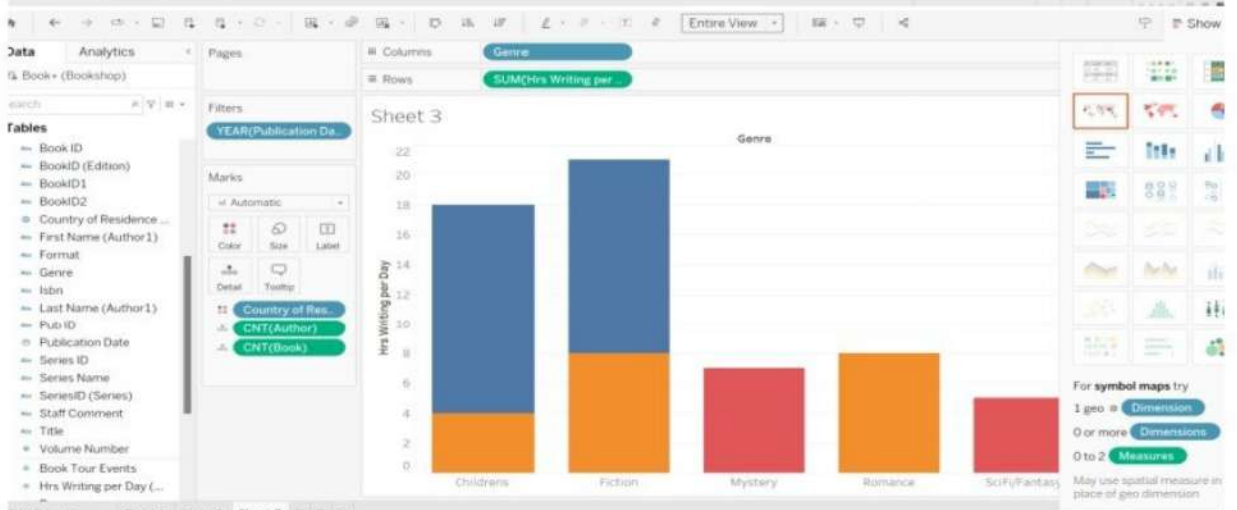 Entire View
Show
Data Analytics
Book+ (Bookshop)
earch
Tables
Book ID
BookID (Edition)
BookID1
BookID2
Country of Residence ...
First Name (Author1)
Format
Genre
Isbn
Last Name (Author1)
Pub ID
Publication Date
Series ID
Series Name
SeriesID (Series)
Staff Comment
Title
Volume Number
Book Tour Events
Hrs Writing per Day (...
Pages
Filters
YEAR(Publication Da..
Marks
Automatic
Color Size Label
Detail Tooltip
Country of Res..
CNT(Author)
CNT(Book)
Columns Genre
Rows SUM(Hrs Writing per ..
Sheet 3
Genre
Hrs Writing per Day
22
20
18
16
14
12
10
8
6
4
2
0
Childrens Fiction Mystery Romance SciFi/Fantasy
For symbol maps try
1 geo Dimension
0 or more Dimensions
0 to 2 Measures
May use spatial measure in
place of geo dimension